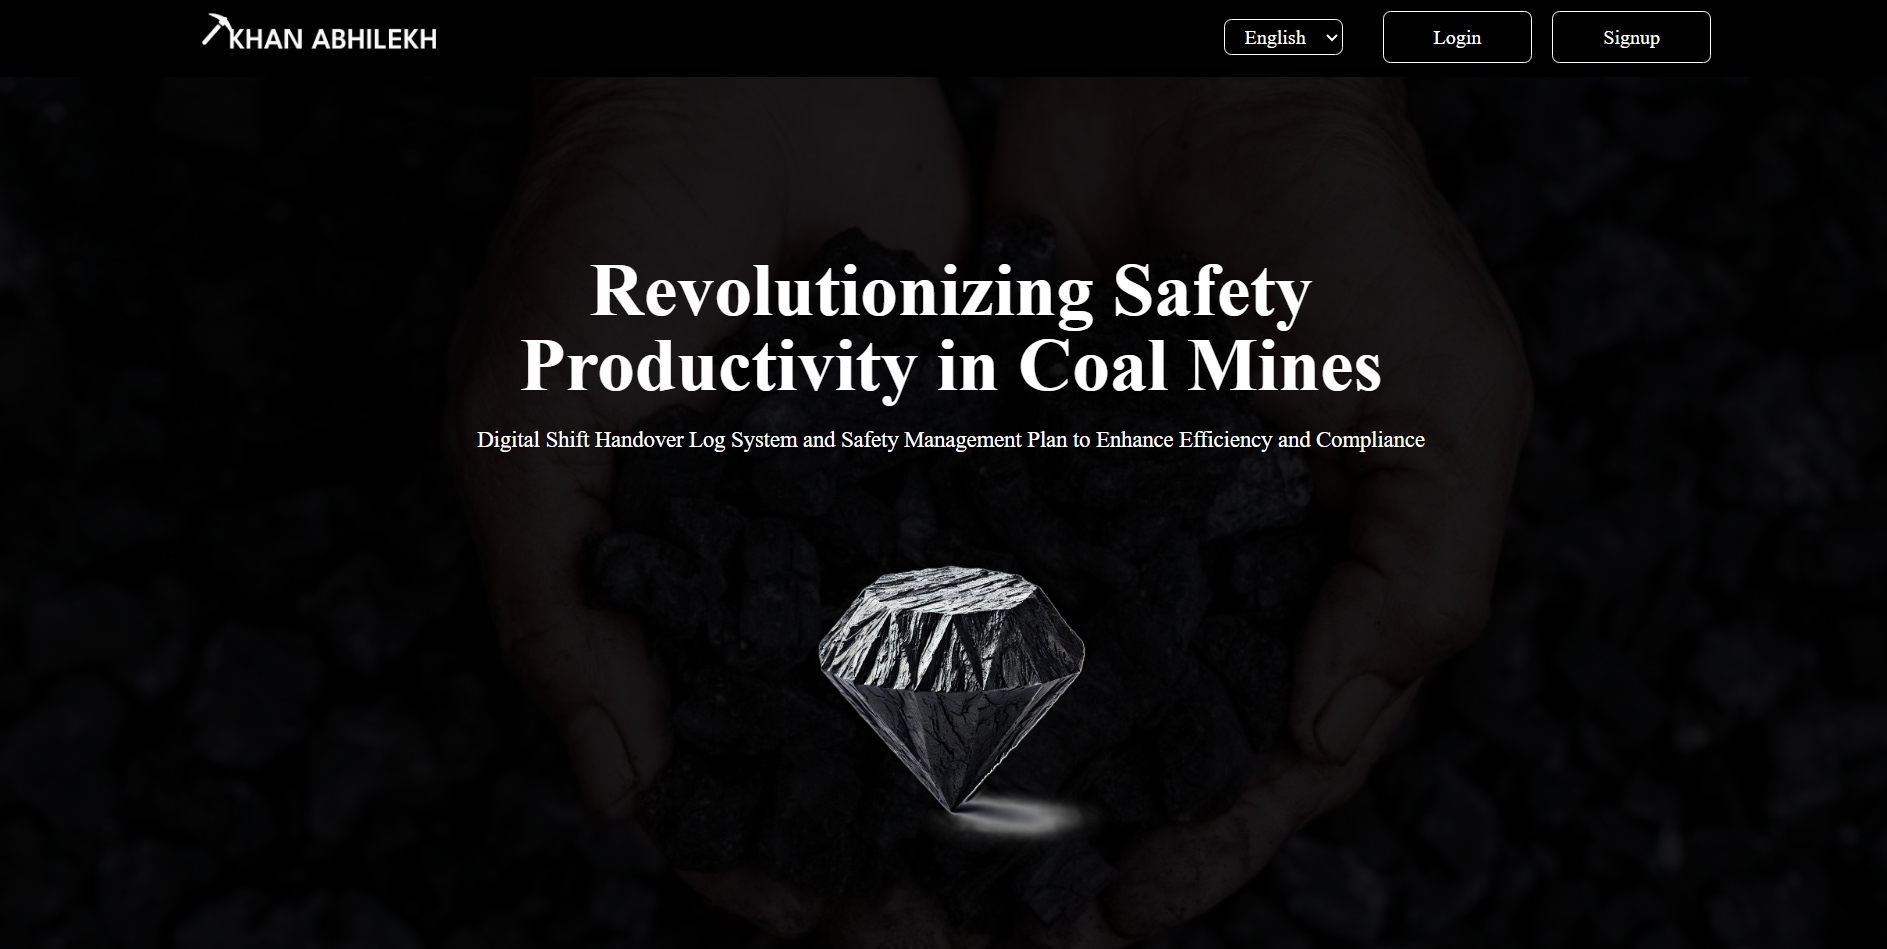 KHAN ABHILEKH
English
Login
Signup
Revolutionizing Safety
Productivity in Coal Mines
Digital Shift Handover Log System and Safety Management Plan to Enhance Efficiency and Compliance